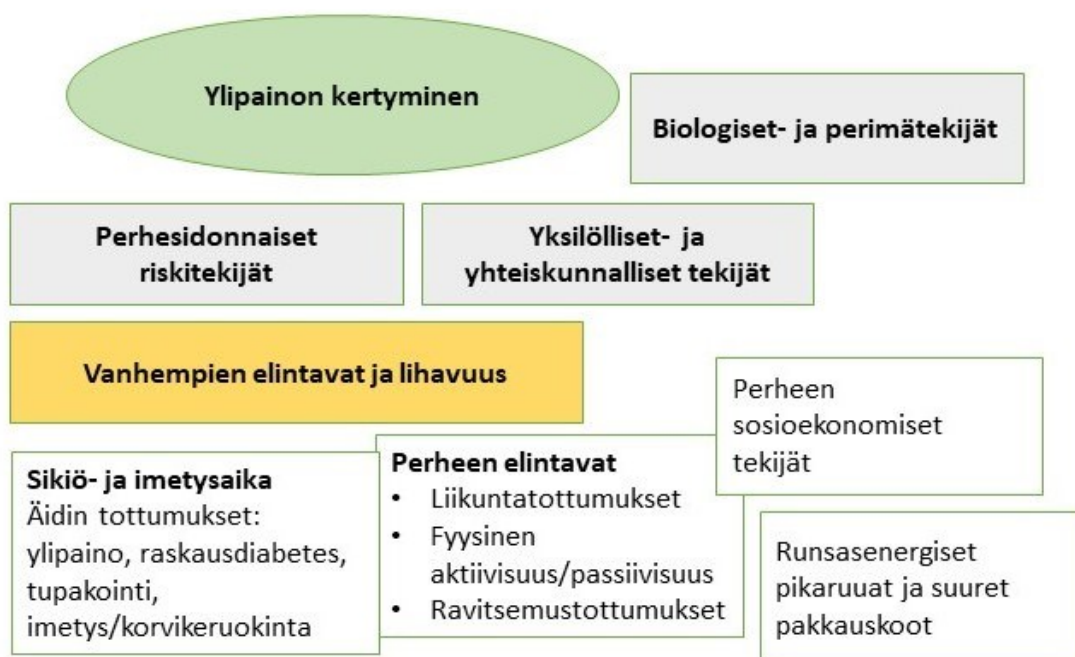 Ylipainon kertyminen
Biologiset- ja perimätekijät
Perhesidonnaiset
riskitekijät
Yksilölliset- ja
yhteiskunnalliset tekijät
Vanhempien elintavat ja lihavuus
Perheen
sosioekonomiset
tekijät
Sikiö- ja imetysaika
Äidin tottumukset:
ylipaino, raskausdiabetes,
tupakointi,
imetys/korvikeruokinta
Perheen elintavat
• Liikuntatottumukset
• Fyysinen
aktiivisuus/passiivisuus
• Ravitsemustottumukset
Runsasenergiset
pikaruuat ja suuret
pakkauskoot